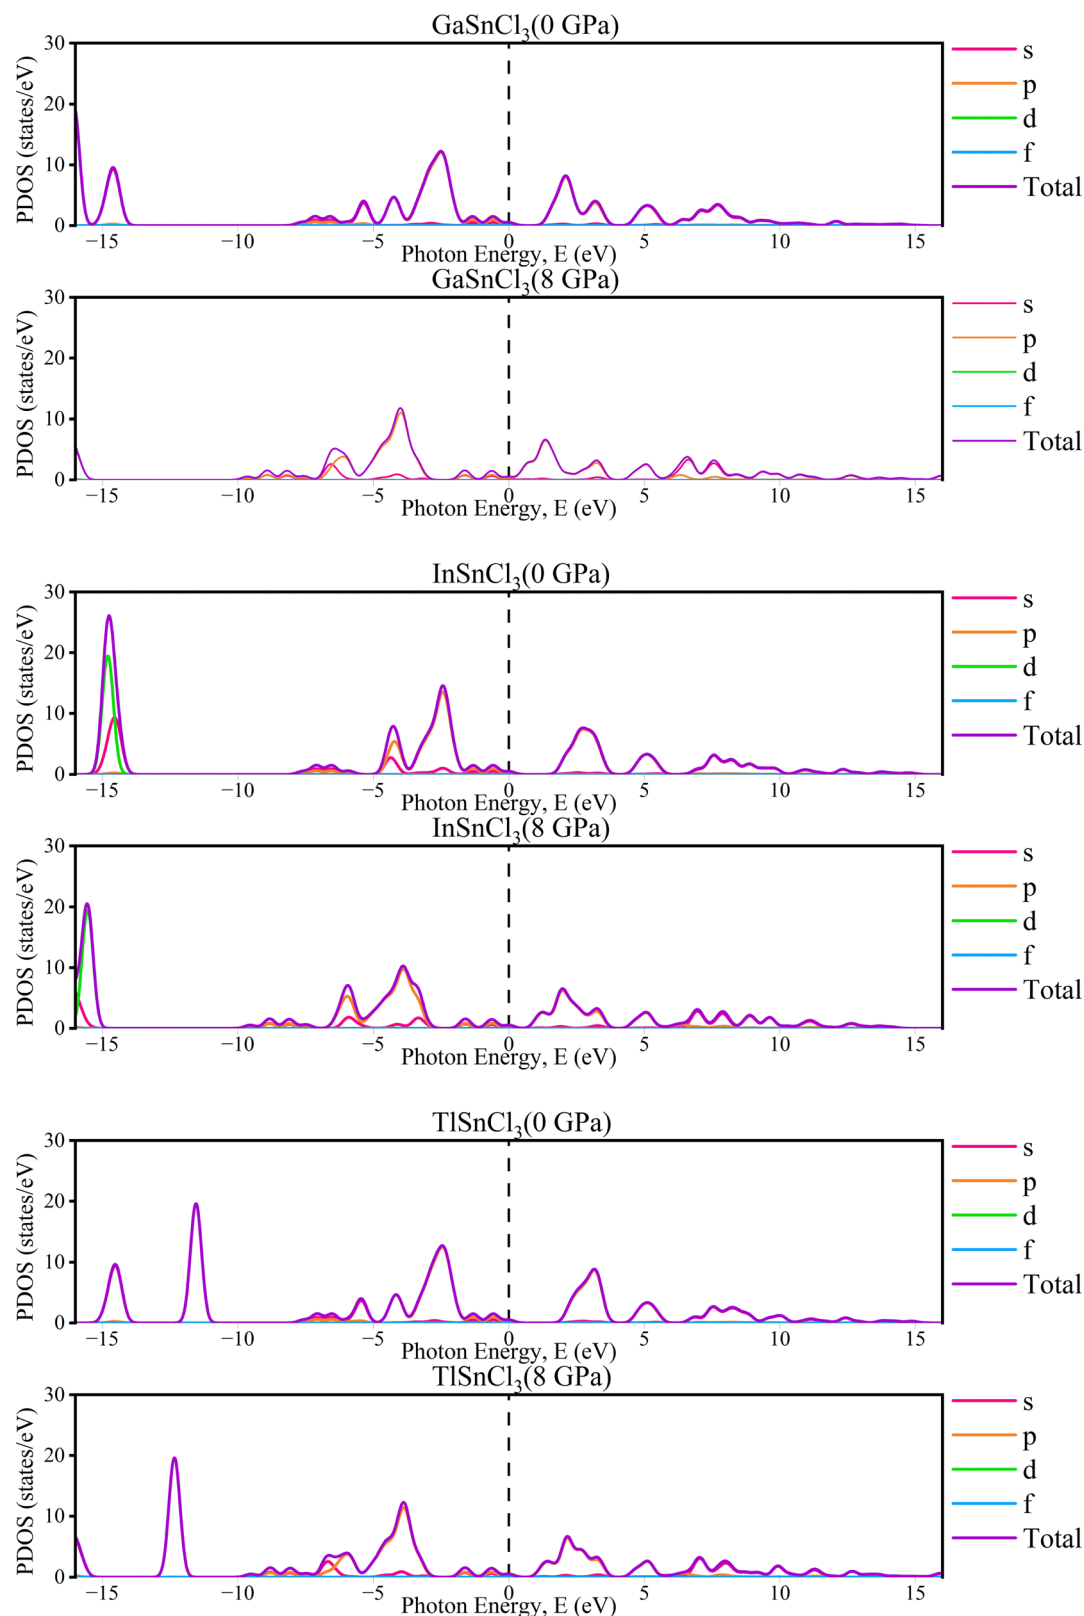 GaSnCl₃(0 GPa)
PDOS (states/eV)
30
20
10
0
−15
−10
−5
0
5
10
15
Photon Energy, E (eV)
s
p
d
f
Total
GaSnCl₃(8 GPa)
PDOS (states/eV)
30
20
10
0
−15
−10
−5
0
5
10
15
Photon Energy, E (eV)
s
p
d
f
Total
InSnCl₃(0 GPa)
PDOS (states/eV)
30
20
10
0
−15
−10
−5
0
5
10
15
Photon Energy, E (eV)
s
p
d
f
Total
InSnCl₃(8 GPa)
PDOS (states/eV)
30
20
10
0
−15
−10
−5
0
5
10
15
Photon Energy, E (eV)
s
p
d
f
Total
TlSnCl₃(0 GPa)
PDOS (states/eV)
30
20
10
0
−15
−10
−5
0
5
10
15
Photon Energy, E (eV)
s
p
d
f
Total
TlSnCl₃(8 GPa)
PDOS (states/eV)
30
20
10
0
−15
−10
−5
0
5
10
15
Photon Energy, E (eV)
s
p
d
f
Total